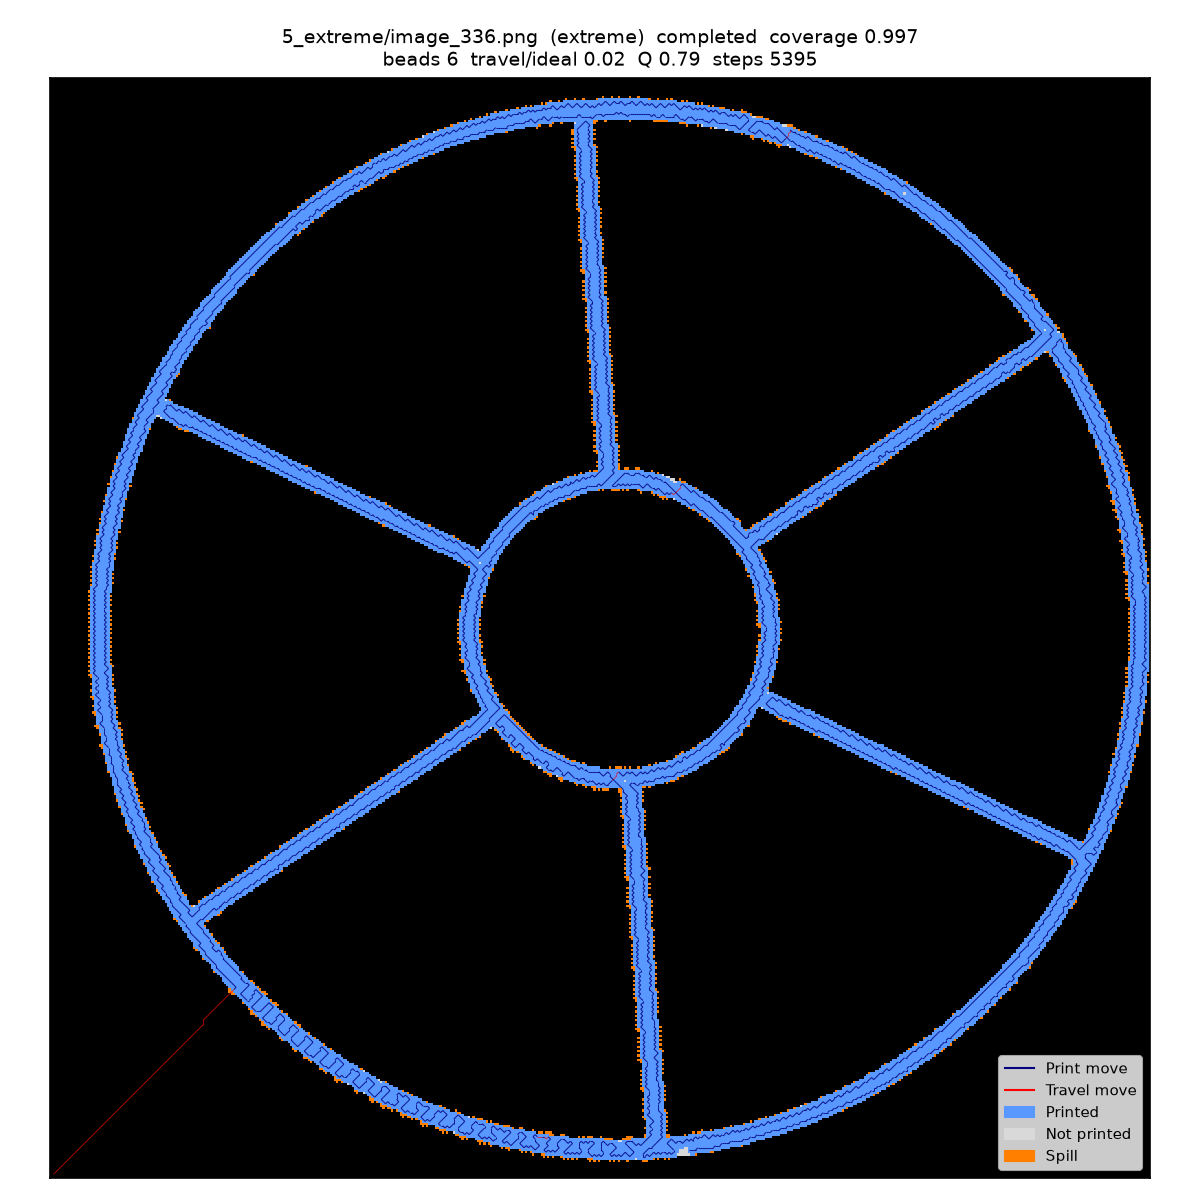 5_extreme/image_336.png  (extreme)  completed  coverage 0.997
beads 6  travel/ideal 0.02  Q 0.79  steps 5395
Print move
Travel move
Printed
Not printed
Spill